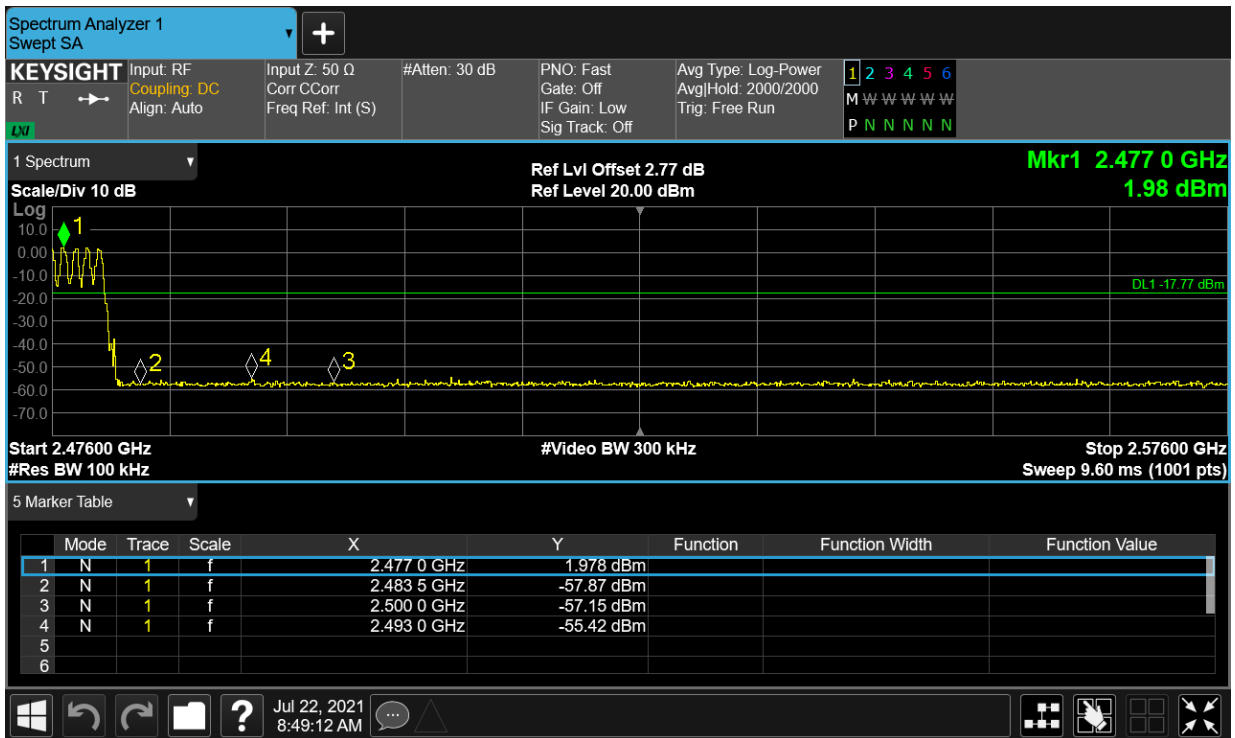 Spectrum Analyzer 1
Swept SA
+
KEYSIGHT
R T
LXI
Input: RF
Coupling: DC
Align: Auto
Input Z: 50 Ω
Corr CCorr
Freq Ref: Int (S)
#Atten: 30 dB
PNO: Fast
Gate: Off
IF Gain: Low
Sig Track: Off
Avg Type: Log-Power
Avg|Hold: 2000/2000
Trig: Free Run
1 2 3 4 5 6
M W W W W W
P N N N N N
1 Spectrum
Scale/Div 10 dB
Ref Lvl Offset 2.77 dB
Ref Level 20.00 dBm
Mkr1 2.477 0 GHz
1.98 dBm
Log
10.0
0.00
-10.0
-20.0
-30.0
-40.0
-50.0
-60.0
-70.0
1
DL1 -17.77 dBm
2
4
3
Start 2.47600 GHz
#Video BW 300 kHz
Stop 2.57600 GHz
#Res BW 100 kHz
Sweep 9.60 ms (1001 pts)
5 Marker Table
Mode Trace Scale X Y Function Function Width Function Value
1 N 1 f 2.477 0 GHz 1.978 dBm
2 N 1 f 2.483 5 GHz -57.87 dBm
3 N 1 f 2.500 0 GHz -57.15 dBm
4 N 1 f 2.493 0 GHz -55.42 dBm
5
6
?
Jul 22, 2021
8:49:12 AM